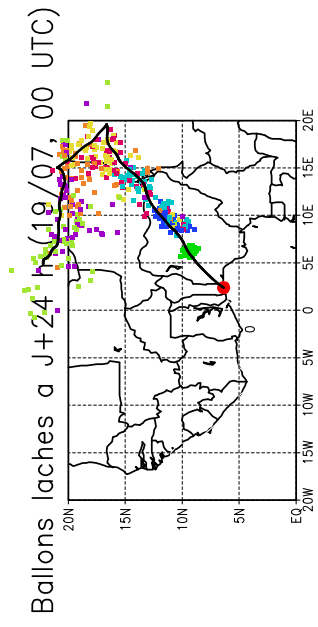 Ballons laches a J+24 h (19/07, 00 UTC)
20N
15N
10N
5N
EQ
20W 15W 10W 5W 0 5E 10E 15E 20E
0